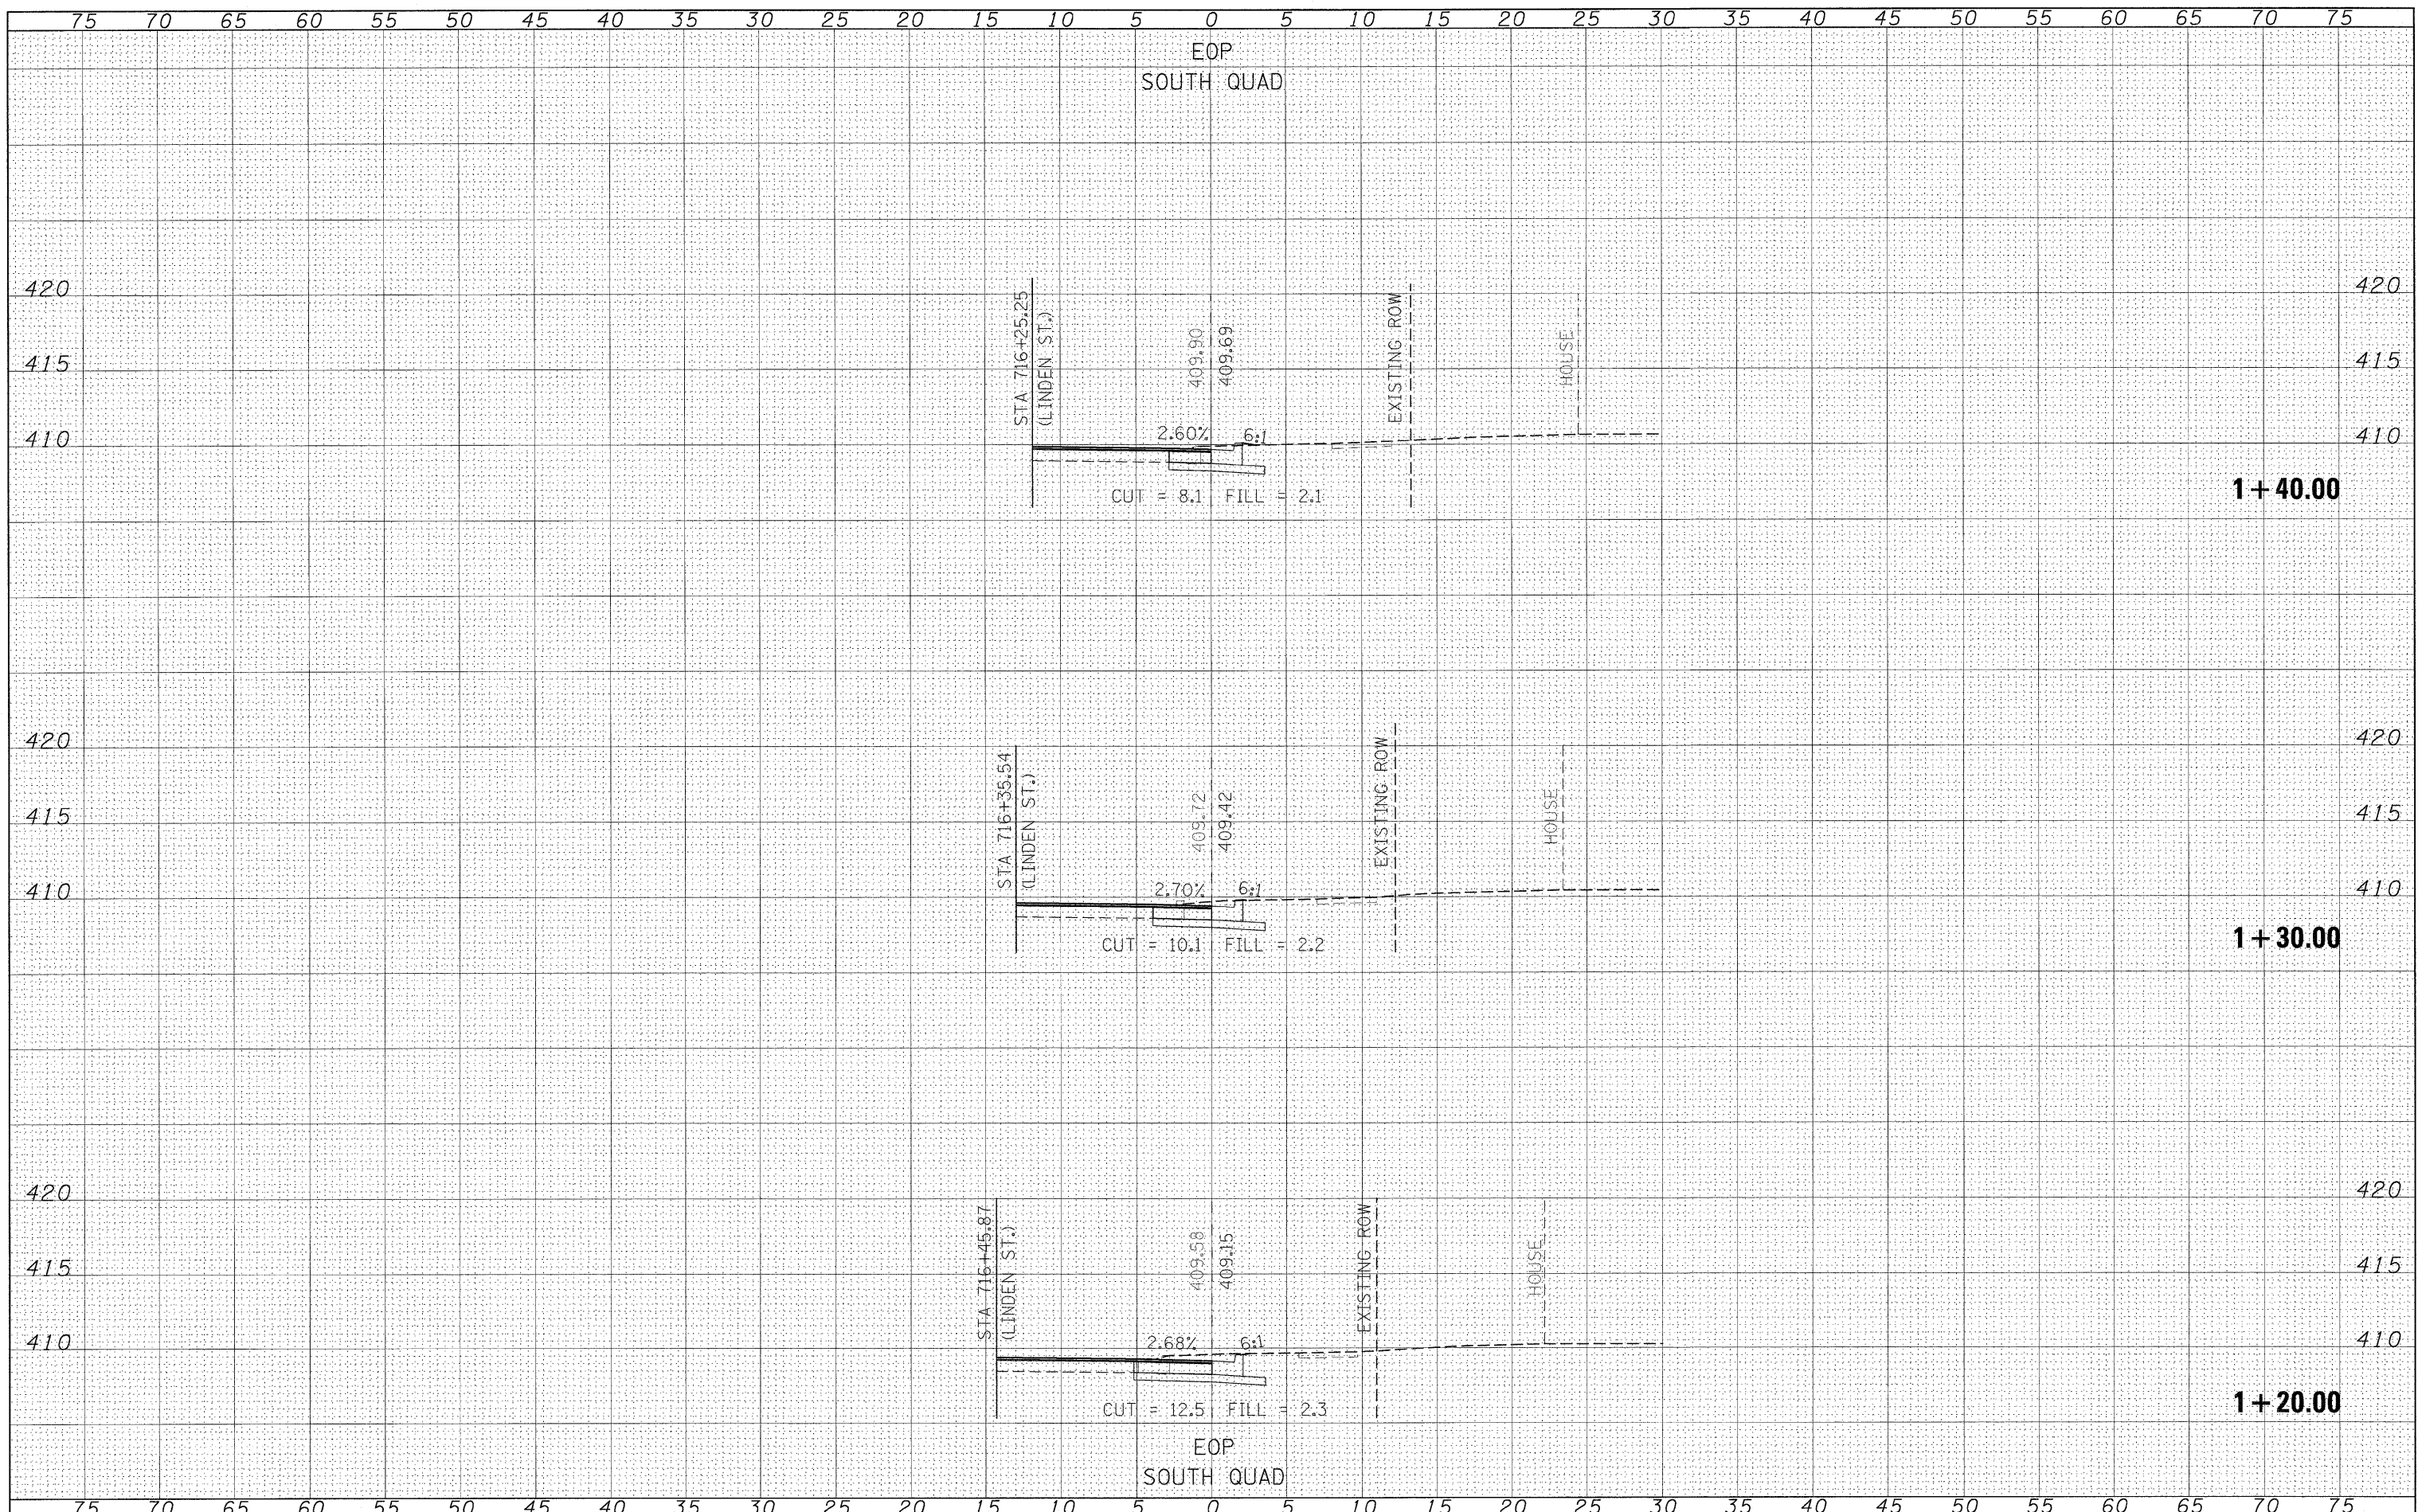 75 70 65 60 55 50 45 40 35 30 25 20 15 10 5 0 5 10 15 20 25 30 35 40 45 50 55 60 65 70 75
EOP
SOUTH QUAD
420 420
415 415
410 410
STA 716+25.25
(LINDEN ST.)
409.90
409.69
EXISTING ROW
HOUSE
2.60% 6:1
CUT = 8.1 FILL = 2.1
1+40.00
420 420
415 415
410 410
STA 716+35.54
(LINDEN ST.)
409.72
409.42
EXISTING ROW
HOUSE
2.70% 6:1
CUT = 10.1 FILL = 2.2
1+30.00
420 420
415 415
410 410
STA 716+45.87
(LINDEN ST.)
409.58
409.15
EXISTING ROW
HOUSE
2.68% 6:1
CUT = 12.5 FILL = 2.3
1+20.00
EOP
SOUTH QUAD
75 70 65 60 55 50 45 40 35 30 25 20 15 10 5 0 5 10 15 20 25 30 35 40 45 50 55 60 65 70 75